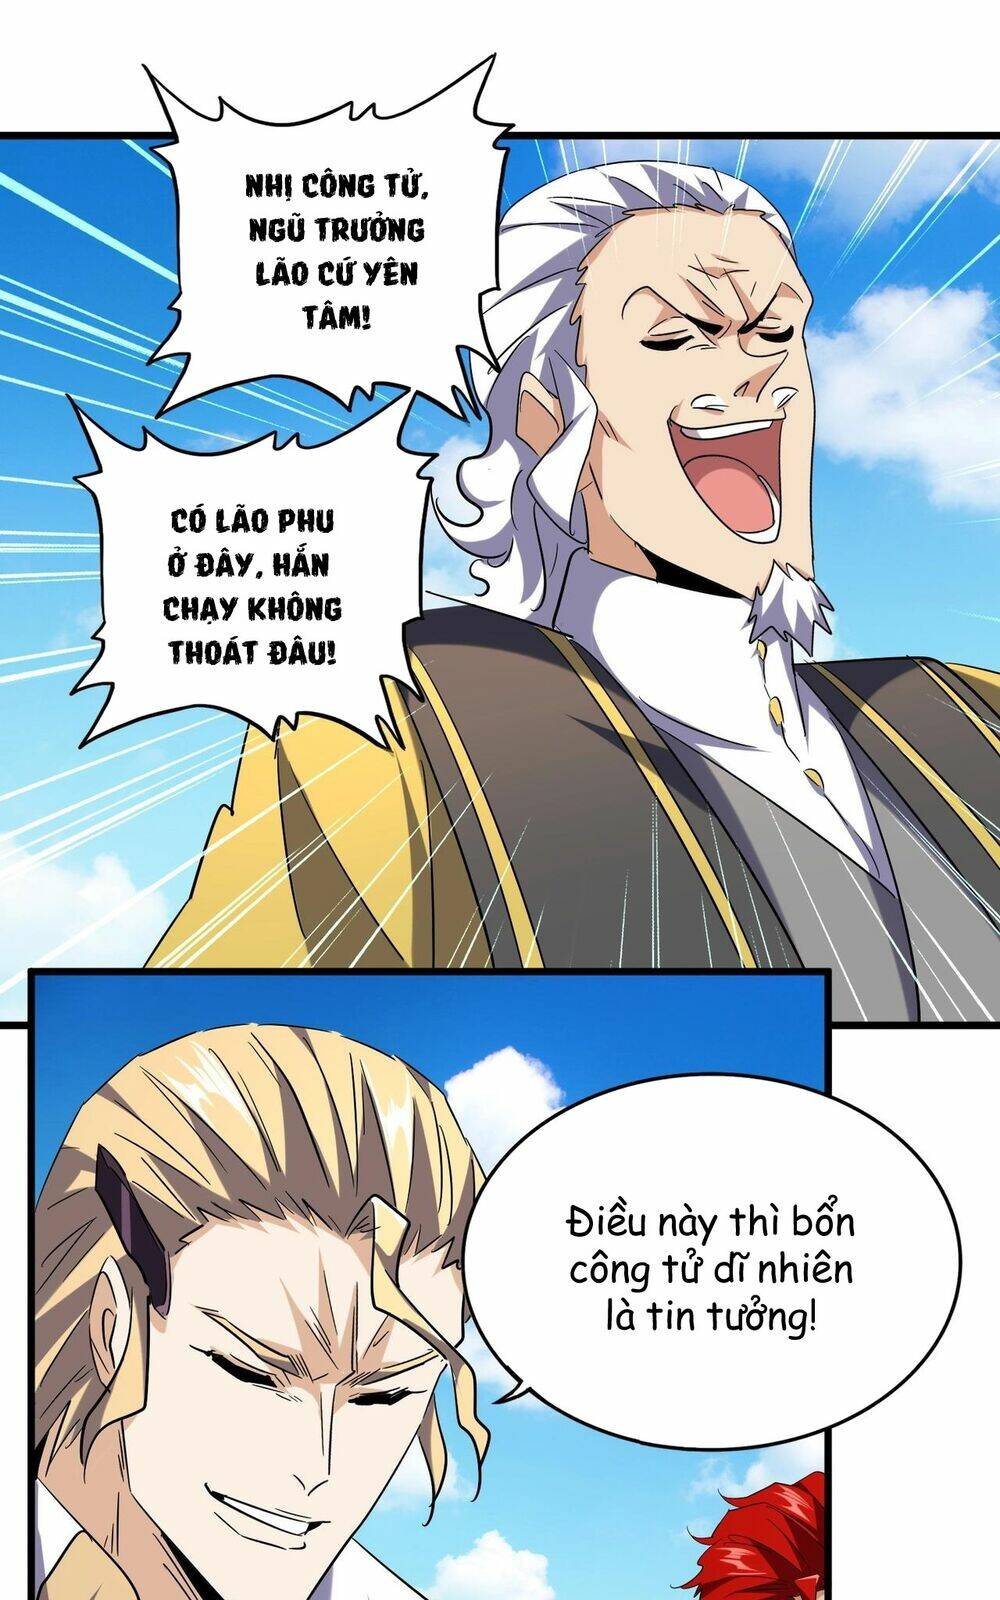 NHỊ CÔNG TỬ,
NGŨ TRƯỞNG
LÃO CỨ YÊN
TÂM!
CÓ LÃO PHU
Ở ĐÂY, HẮN
CHẠY KHÔNG
THOÁT ĐÂU!
Điều này thì bổn
công tử dĩ nhiên
là tin tưởng!